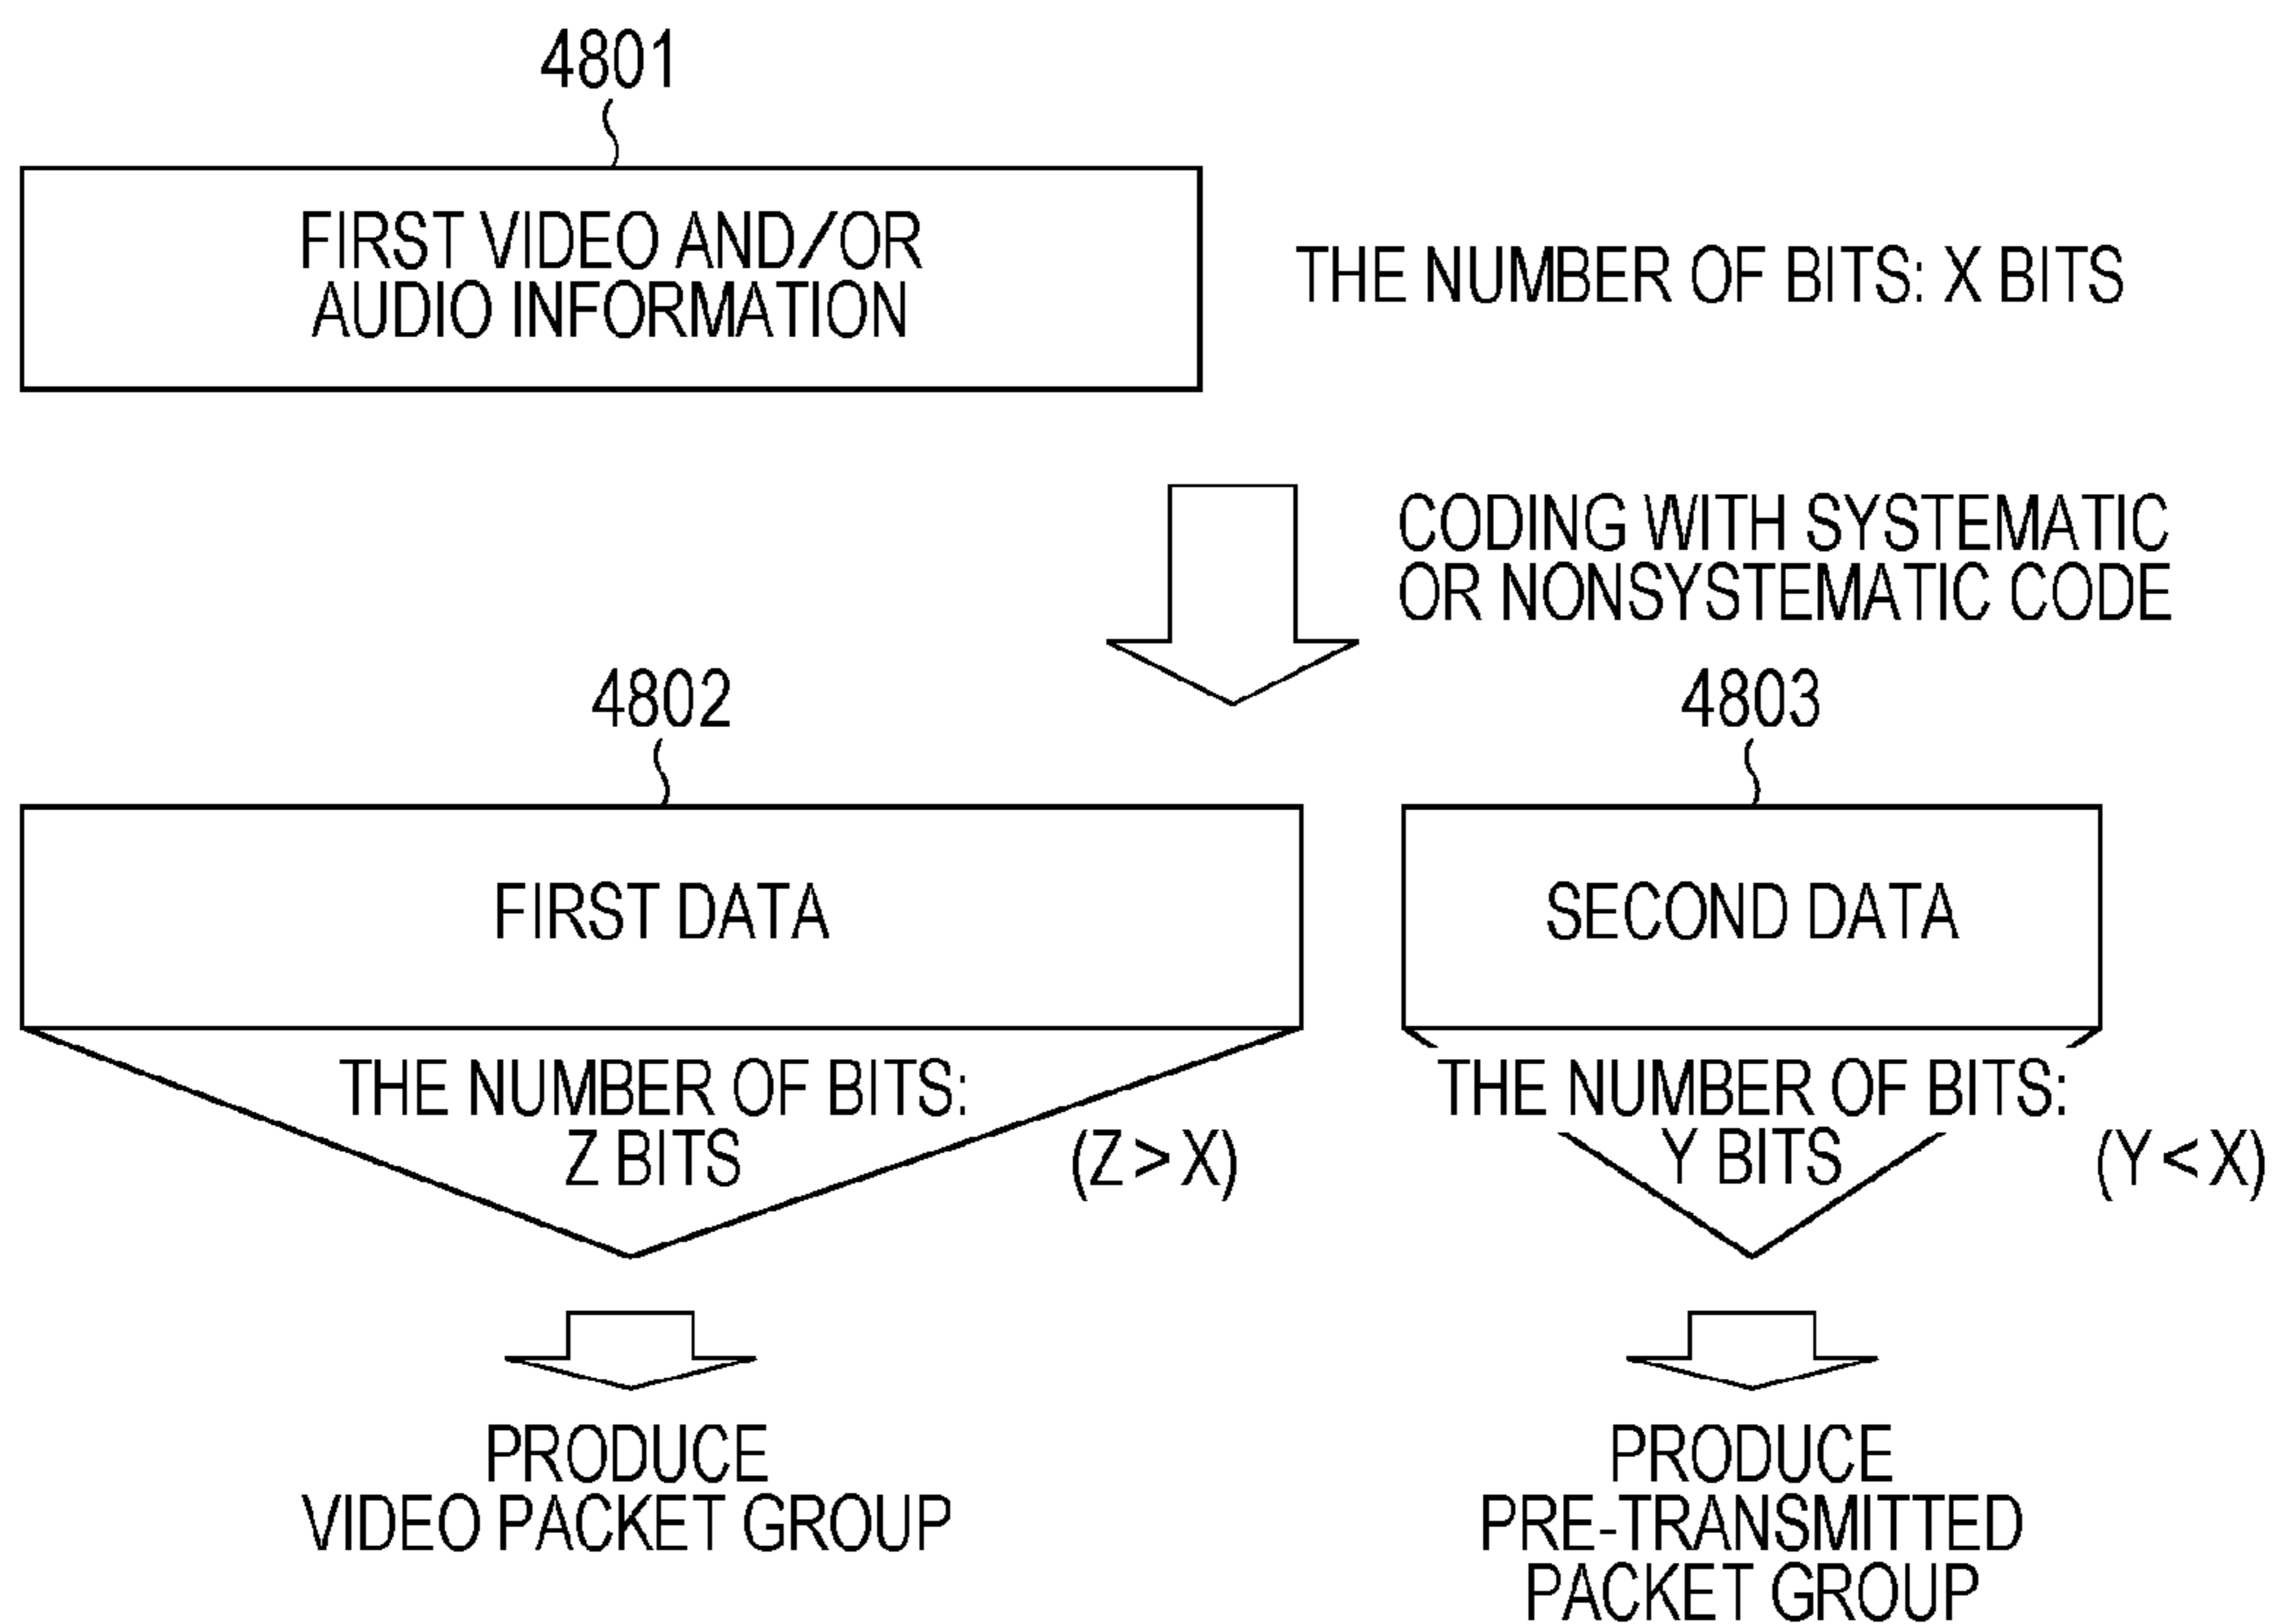 4801
FIRST VIDEO AND/OR
AUDIO INFORMATION
THE NUMBER OF BITS: X BITS
CODING WITH SYSTEMATIC
OR NONSYSTEMATIC CODE
4802
4803
FIRST DATA
SECOND DATA
THE NUMBER OF BITS:
Z BITS
(Z > X)
THE NUMBER OF BITS:
Y BITS
(Y < X)
PRODUCE
VIDEO PACKET GROUP
PRODUCE
PRE-TRANSMITTED
PACKET GROUP